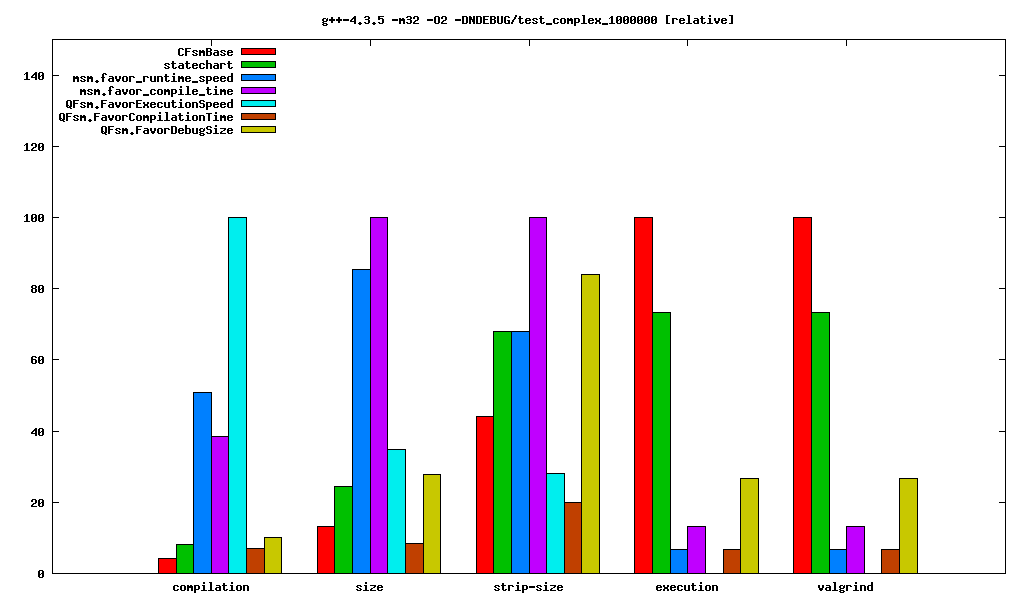 g++-4.3.5 -m32 -O2 -DNDEBUG/test_complex_1000000 [relative]
CFsmBase
statechart
msm.favor_runtime_speed
msm.favor_compile_time
QFsm.FavorExecutionSpeed
QFsm.FavorCompilationTime
QFsm.FavorDebugSize
140
120
100
80
60
40
20
0
compilation size strip-size execution valgrind